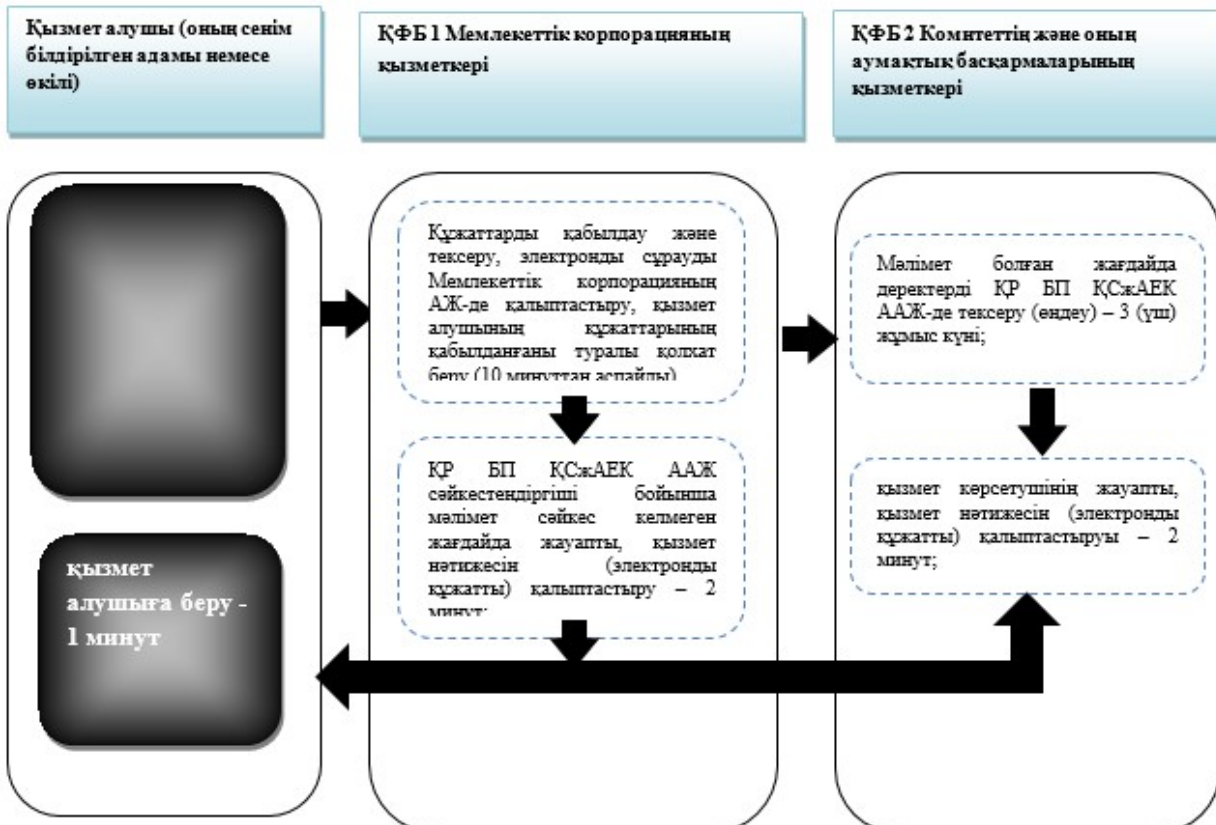 Қызмет алушы (оның сенім
білдірілген адамы немесе
өкілі)
ҚФБ 1 Мемлекеттік корпорацияның
қызметкері
ҚФБ 2 Комитеттің және оның
аумақтық басқармаларының
қызметкері
Құжаттарды қабылдау және
тексеру, электронды сұрауды
Мемлекеттік корпорацияның
АЖ-де қалыптастыру, қызмет
алушының құжаттарының
қабылданғаны туралы қолхат
беру (10 минуттан аспайды)
ҚР БП ҚСжАЕК ААЖ
сәйкестендіргіші бойынша
мәлімет сәйкес келмеген
жағдайда жауапты, қызмет
нәтижесін (электронды
құжатты) қалыптастыру – 2
минут;
Мәлімет болған жағдайда
деректерді ҚР БП ҚСжАЕК
ААЖ-де тексеру (өңдеу) – 3 (үш)
жұмыс күні;
қызмет көрсетушінің жауапты,
қызмет нәтижесін (электронды
құжатты) қалыптастыруы – 2
минут;
қызмет
алушыға беру -
1 минут